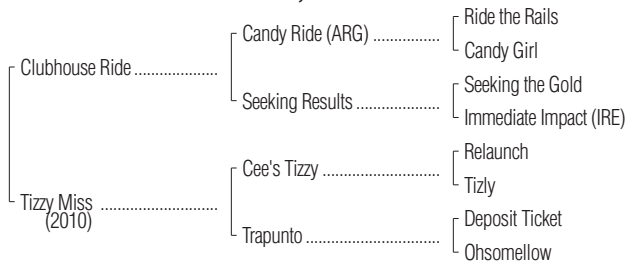 Ride the Rails
Candy Ride (ARG) ..................
Candy Girl
Clubhouse Ride ......................
Seeking the Gold
Seeking Results ......................
Immediate Impact (IRE)
Relaunch
Cee's Tizzy ..............................
Tizly
Tizzy Miss ...............................
(2010)
Deposit Ticket
Trapunto ..................................
Ohsomellow